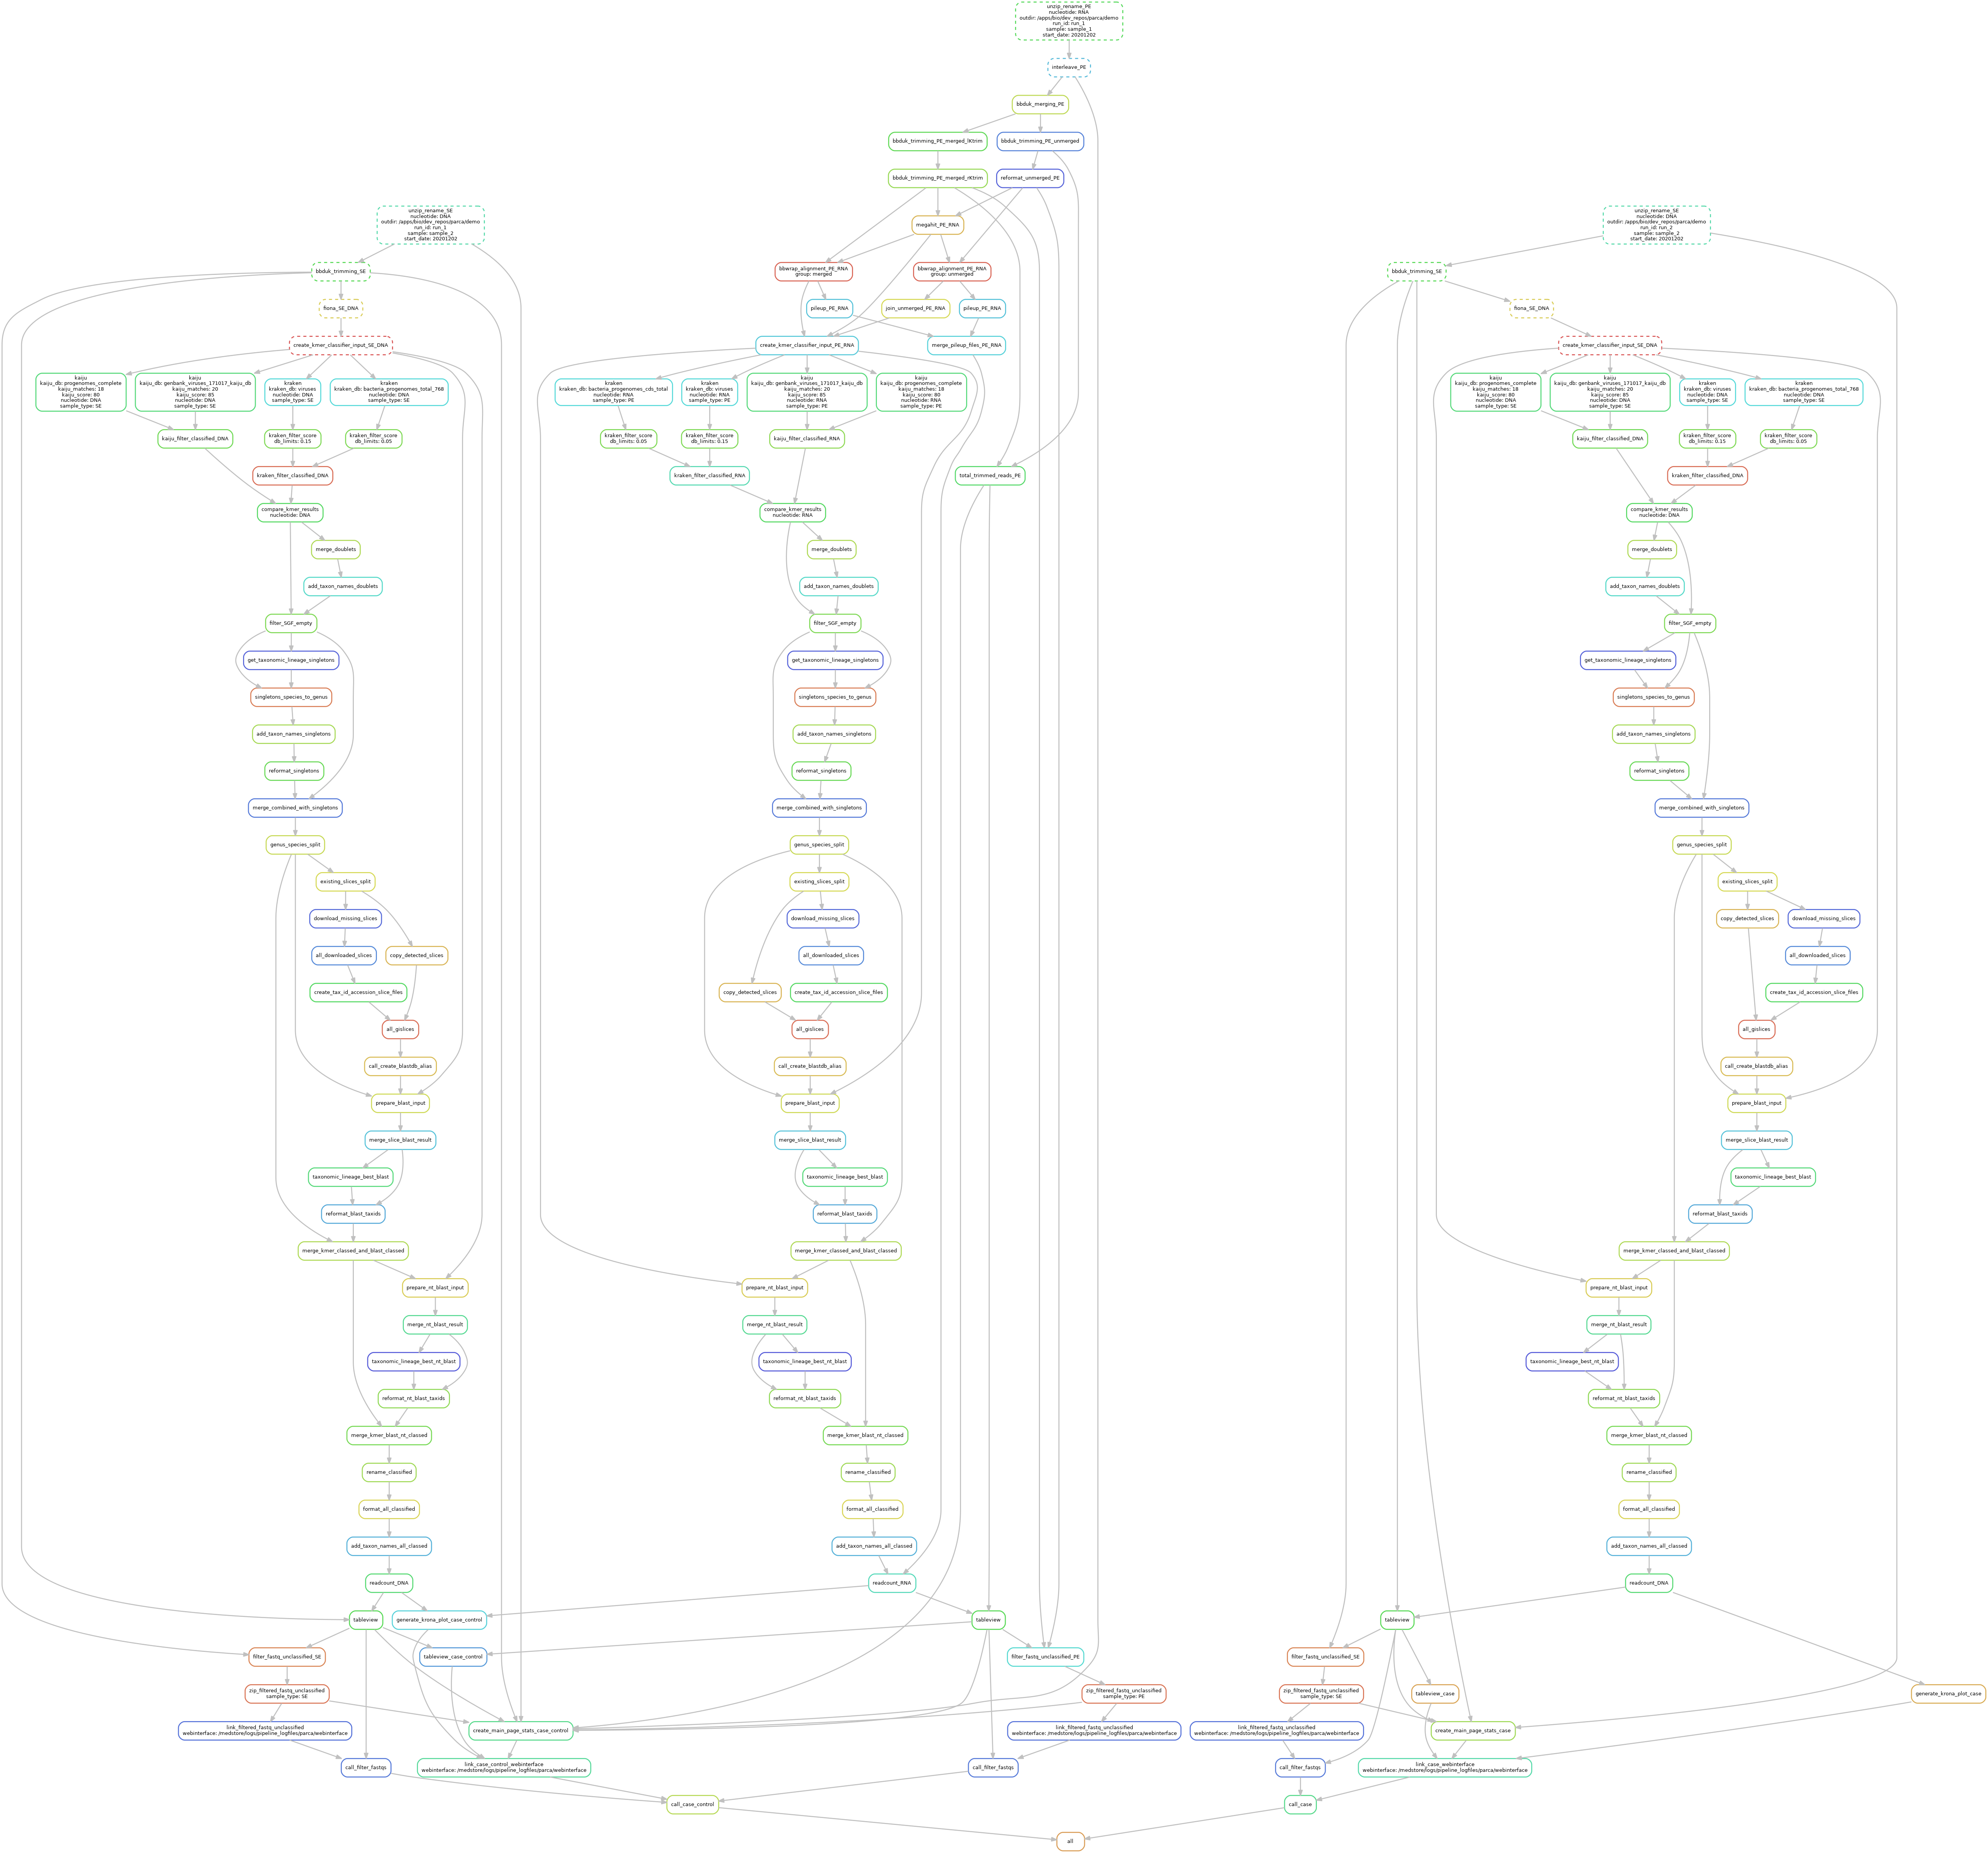 unzip_rename_PE
nucleotide: RNA
outdir: /apps/bio/dev_repos/parca/demo
run_id: run_1
sample: sample_1
start_date: 20201202
interleave_PE
bbduk_merging_PE
bbduk_trimming_PE_merged_lKtrim
bbduk_trimming_PE_unmerged
bbduk_trimming_PE_merged_rKtrim
reformat_unmerged_PE
unzip_rename_SE
nucleotide: DNA
outdir: /apps/bio/dev_repos/parca/demo
run_id: run_1
sample: sample_2
start_date: 20201202
megahit_PE_RNA
unzip_rename_SE
nucleotide: DNA
outdir: /apps/bio/dev_repos/parca/demo
run_id: run_2
sample: sample_2
start_date: 20201202
bbduk_trimming_SE
bbwrap_alignment_PE_RNA
group: merged
bbwrap_alignment_PE_RNA
group: unmerged
bbduk_trimming_SE
fiona_SE_DNA
pileup_PE_RNA
join_unmerged_PE_RNA
pileup_PE_RNA
fiona_SE_DNA
create_kmer_classifier_input_SE_DNA
create_kmer_classifier_input_PE_RNA
merge_pileup_files_PE_RNA
create_kmer_classifier_input_SE_DNA
kaiju
kaiju_db: progenomes_complete
kaiju_matches: 18
kaiju_score: 80
nucleotide: DNA
sample_type: SE
kaiju
kaiju_db: genbank_viruses_171017_kaiju_db
kaiju_matches: 20
kaiju_score: 85
nucleotide: DNA
sample_type: SE
kraken
kraken_db: viruses
nucleotide: DNA
sample_type: SE
kraken
kraken_db: bacteria_progenomes_total_768
nucleotide: DNA
sample_type: SE
kraken
kraken_db: bacteria_progenomes_cds_total
nucleotide: RNA
sample_type: PE
kraken
kraken_db: viruses
nucleotide: RNA
sample_type: PE
kaiju
kaiju_db: genbank_viruses_171017_kaiju_db
kaiju_matches: 20
kaiju_score: 85
nucleotide: RNA
sample_type: PE
kaiju
kaiju_db: progenomes_complete
kaiju_matches: 18
kaiju_score: 80
nucleotide: RNA
sample_type: PE
kaiju
kaiju_db: progenomes_complete
kaiju_matches: 18
kaiju_score: 80
nucleotide: DNA
sample_type: SE
kaiju
kaiju_db: genbank_viruses_171017_kaiju_db
kaiju_matches: 20
kaiju_score: 85
nucleotide: DNA
sample_type: SE
kraken
kraken_db: viruses
nucleotide: DNA
sample_type: SE
kraken
kraken_db: bacteria_progenomes_total_768
nucleotide: DNA
sample_type: SE
kaiju_filter_classified_DNA
kraken_filter_score
db_limits: 0.15
kraken_filter_score
db_limits: 0.05
kraken_filter_score
db_limits: 0.05
kraken_filter_score
db_limits: 0.15
kaiju_filter_classified_RNA
kaiju_filter_classified_DNA
kraken_filter_score
db_limits: 0.15
kraken_filter_score
db_limits: 0.05
kraken_filter_classified_DNA
kraken_filter_classified_RNA
total_trimmed_reads_PE
kraken_filter_classified_DNA
compare_kmer_results
nucleotide: DNA
compare_kmer_results
nucleotide: RNA
compare_kmer_results
nucleotide: DNA
merge_doublets
merge_doublets
merge_doublets
add_taxon_names_doublets
add_taxon_names_doublets
add_taxon_names_doublets
filter_SGF_empty
filter_SGF_empty
filter_SGF_empty
get_taxonomic_lineage_singletons
get_taxonomic_lineage_singletons
get_taxonomic_lineage_singletons
singletons_species_to_genus
singletons_species_to_genus
singletons_species_to_genus
add_taxon_names_singletons
add_taxon_names_singletons
add_taxon_names_singletons
reformat_singletons
reformat_singletons
reformat_singletons
merge_combined_with_singletons
merge_combined_with_singletons
merge_combined_with_singletons
genus_species_split
genus_species_split
genus_species_split
existing_slices_split
existing_slices_split
existing_slices_split
download_missing_slices
download_missing_slices
copy_detected_slices
download_missing_slices
all_downloaded_slices
copy_detected_slices
all_downloaded_slices
all_downloaded_slices
create_tax_id_accession_slice_files
copy_detected_slices
create_tax_id_accession_slice_files
create_tax_id_accession_slice_files
all_gislices
all_gislices
all_gislices
call_create_blastdb_alias
call_create_blastdb_alias
call_create_blastdb_alias
prepare_blast_input
prepare_blast_input
prepare_blast_input
merge_slice_blast_result
merge_slice_blast_result
merge_slice_blast_result
taxonomic_lineage_best_blast
taxonomic_lineage_best_blast
taxonomic_lineage_best_blast
reformat_blast_taxids
reformat_blast_taxids
reformat_blast_taxids
merge_kmer_classed_and_blast_classed
merge_kmer_classed_and_blast_classed
merge_kmer_classed_and_blast_classed
prepare_nt_blast_input
prepare_nt_blast_input
prepare_nt_blast_input
merge_nt_blast_result
merge_nt_blast_result
merge_nt_blast_result
taxonomic_lineage_best_nt_blast
taxonomic_lineage_best_nt_blast
taxonomic_lineage_best_nt_blast
reformat_nt_blast_taxids
reformat_nt_blast_taxids
reformat_nt_blast_taxids
merge_kmer_blast_nt_classed
merge_kmer_blast_nt_classed
merge_kmer_blast_nt_classed
rename_classified
rename_classified
rename_classified
format_all_classified
format_all_classified
format_all_classified
add_taxon_names_all_classed
add_taxon_names_all_classed
add_taxon_names_all_classed
readcount_DNA
readcount_RNA
readcount_DNA
tableview
generate_krona_plot_case_control
tableview
tableview
filter_fastq_unclassified_SE
tableview_case_control
filter_fastq_unclassified_PE
filter_fastq_unclassified_SE
zip_filtered_fastq_unclassified
sample_type: SE
zip_filtered_fastq_unclassified
sample_type: PE
zip_filtered_fastq_unclassified
sample_type: SE
tableview_case
generate_krona_plot_case
link_filtered_fastq_unclassified
webinterface: /medstore/logs/pipeline_logfiles/parca/webinterface
create_main_page_stats_case_control
link_filtered_fastq_unclassified
webinterface: /medstore/logs/pipeline_logfiles/parca/webinterface
link_filtered_fastq_unclassified
webinterface: /medstore/logs/pipeline_logfiles/parca/webinterface
create_main_page_stats_case
call_filter_fastqs
link_case_control_webinterface
webinterface: /medstore/logs/pipeline_logfiles/parca/webinterface
call_filter_fastqs
call_filter_fastqs
link_case_webinterface
webinterface: /medstore/logs/pipeline_logfiles/parca/webinterface
call_case_control
call_case
all